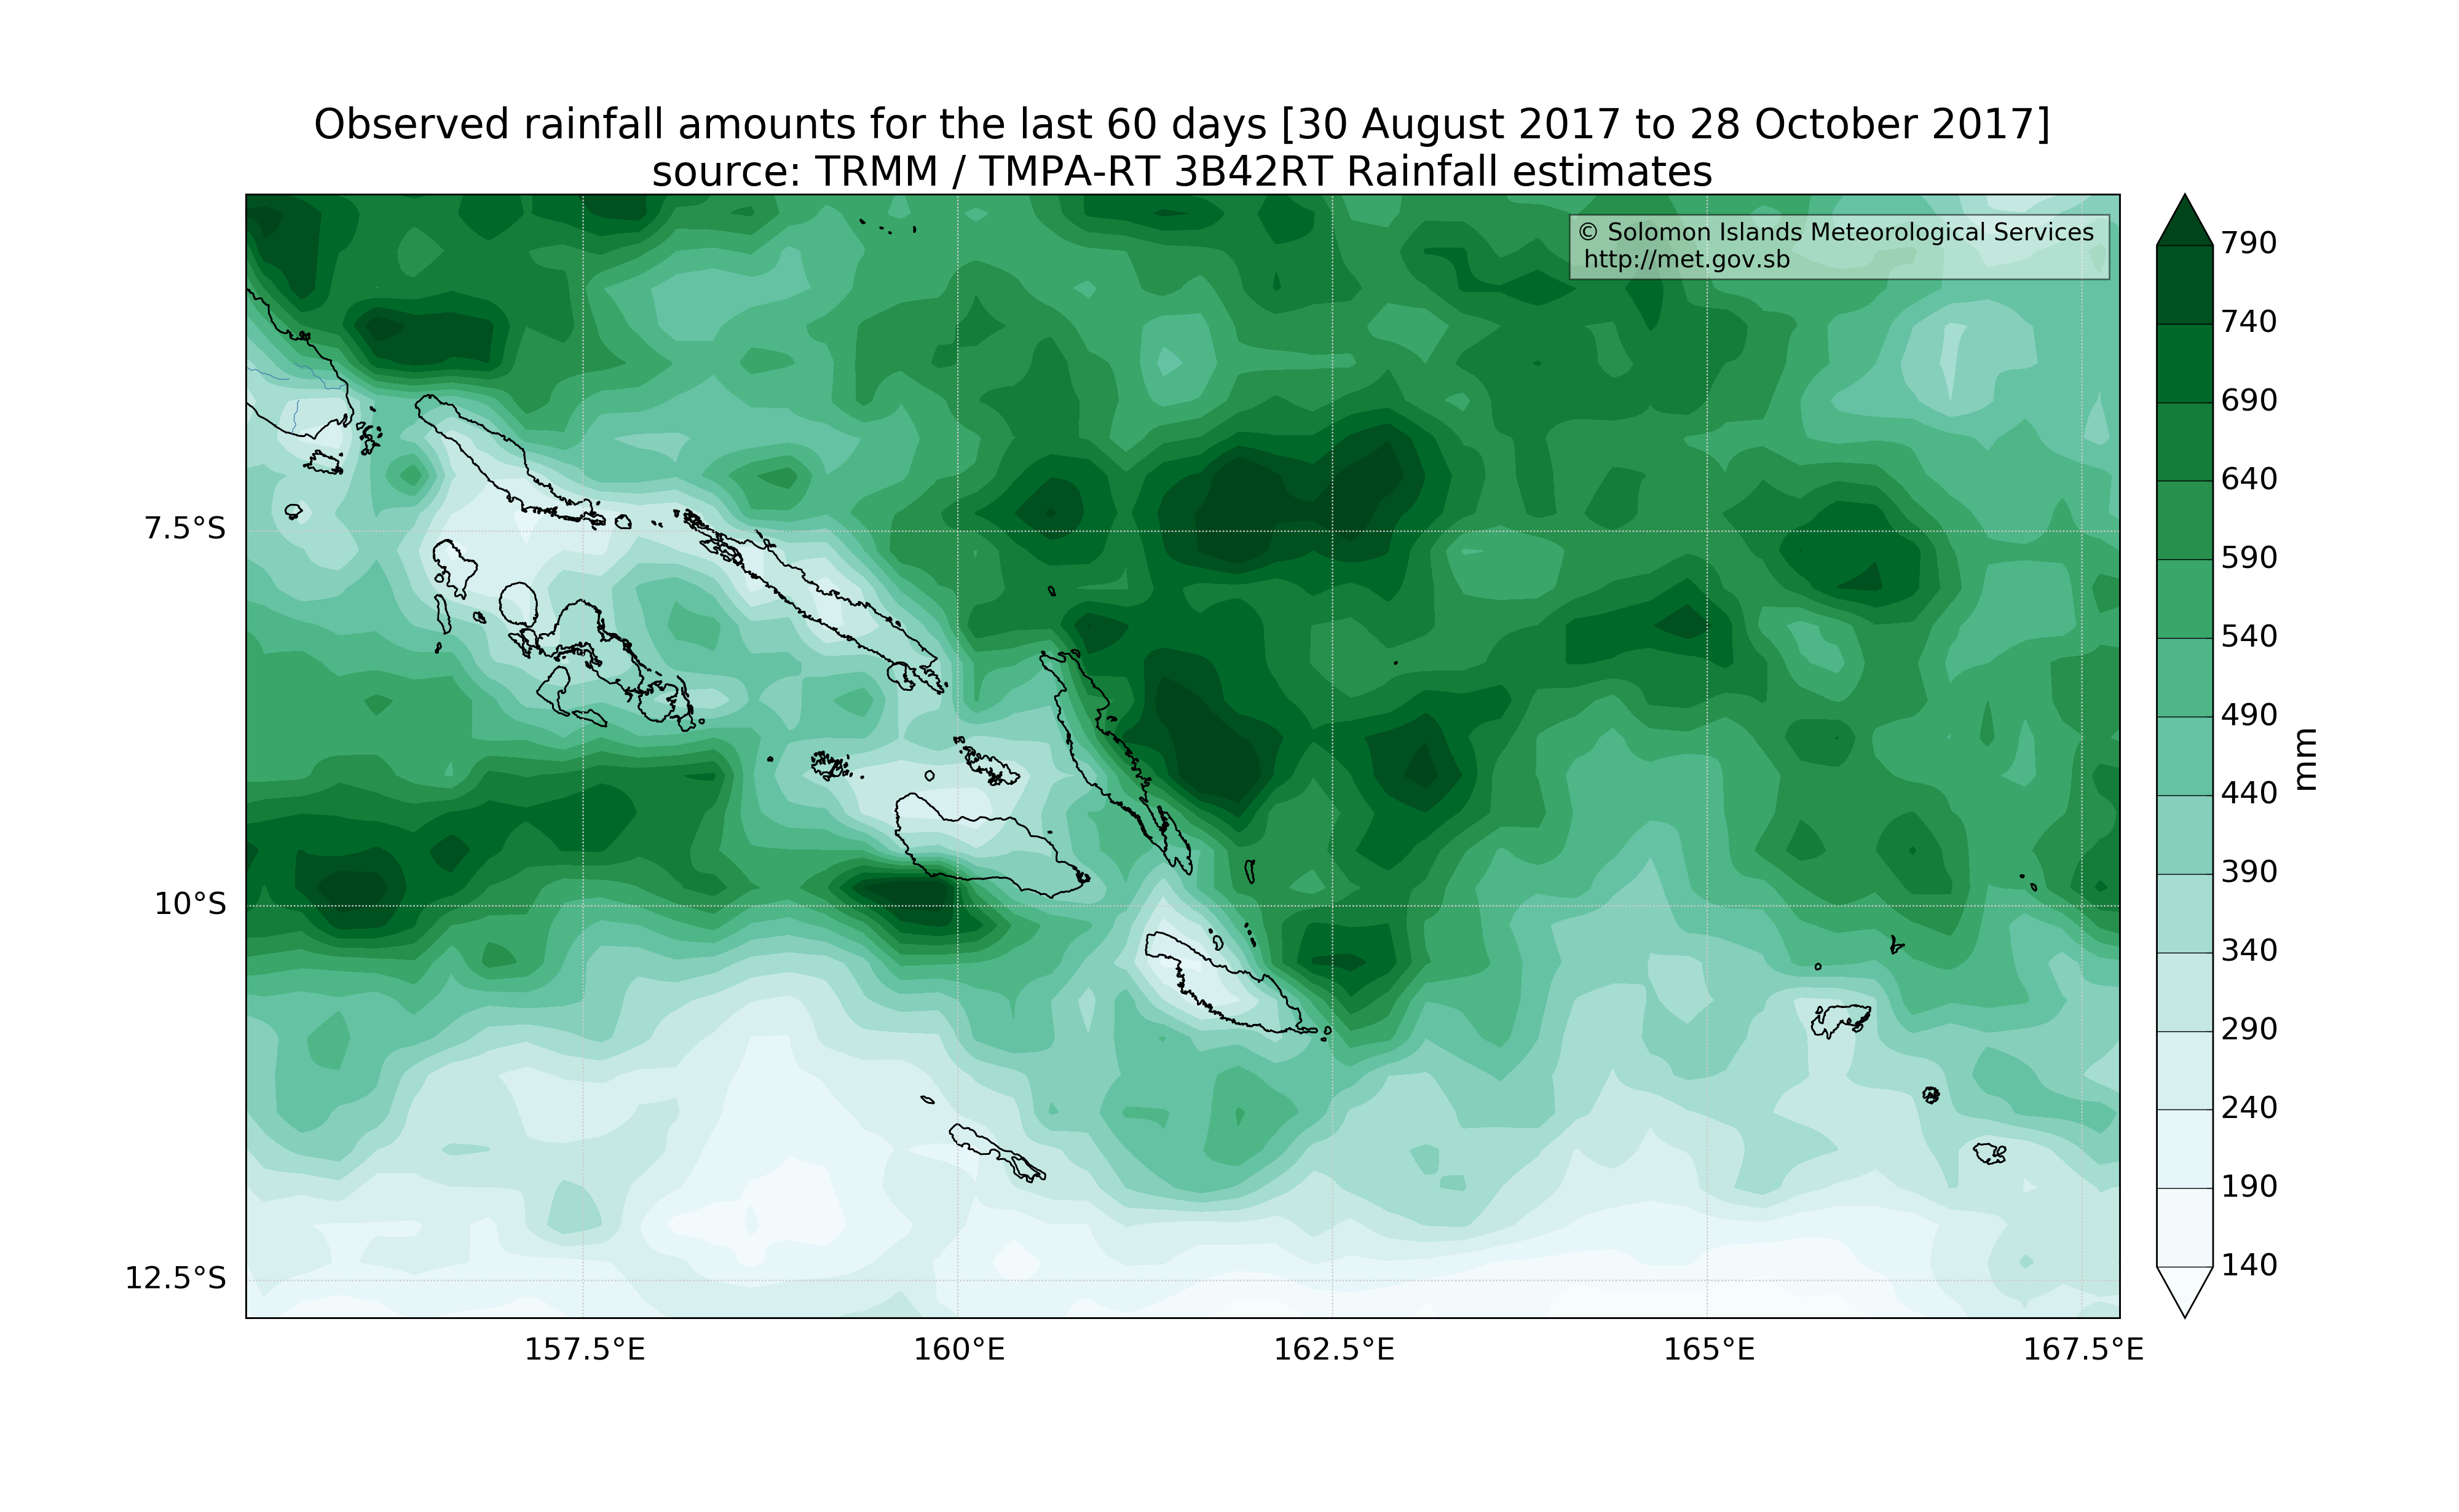 Observed rainfall amounts for the last 60 days [30 August 2017 to 28 October 2017]
source: TRMM / TMPA-RT 3B42RT Rainfall estimates
© Solomon Islands Meteorological Services
http://met.gov.sb
790
740
690
640
590
540
490
440
390
340
290
240
190
140
mm
7.5°S
10°S
12.5°S
157.5°E
160°E
162.5°E
165°E
167.5°E